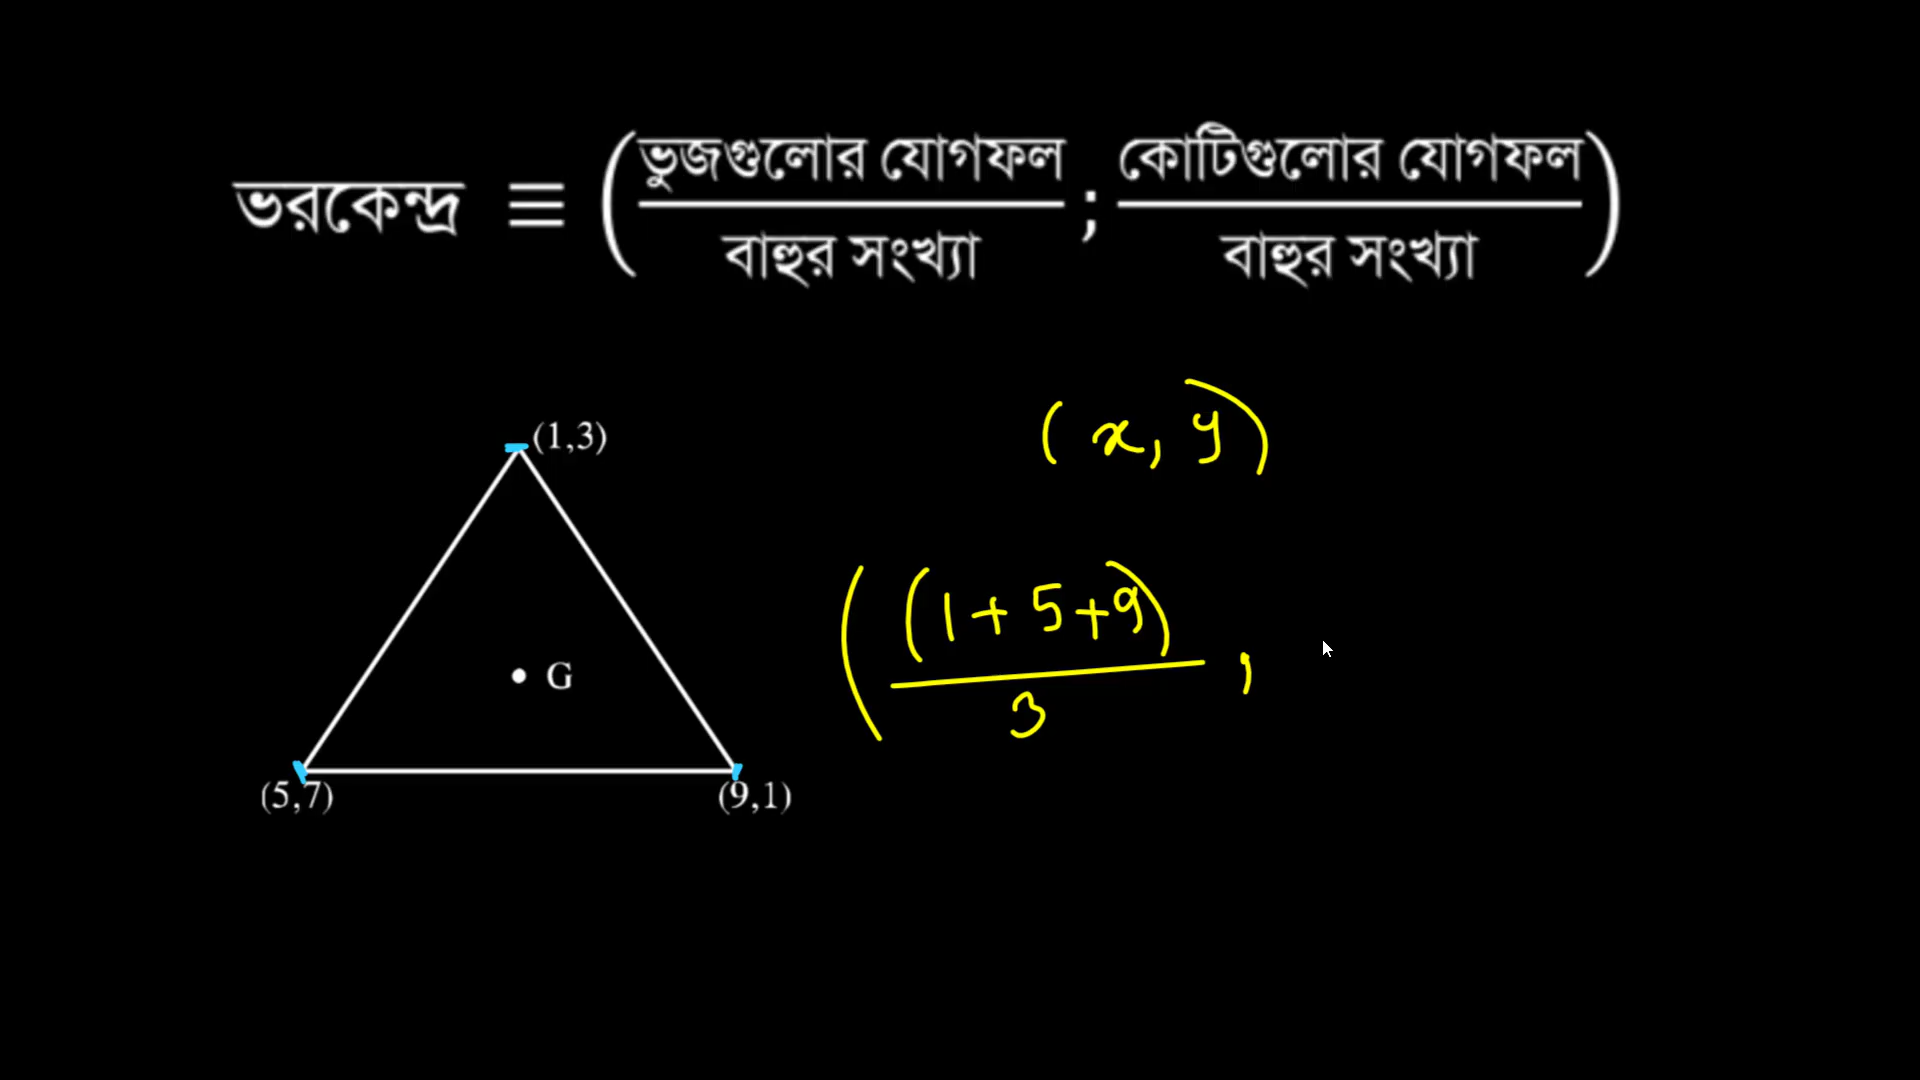 ভরকেন্দ্র ≡ (ভুজগুলোর যোগফল / বাহুর সংখ্যা ; কোটিগুলোর যোগফল / বাহুর সংখ্যা)
(x, y)
(1,3)
((1+5+9) / 3 ,
G
(5,7)
(9,1)